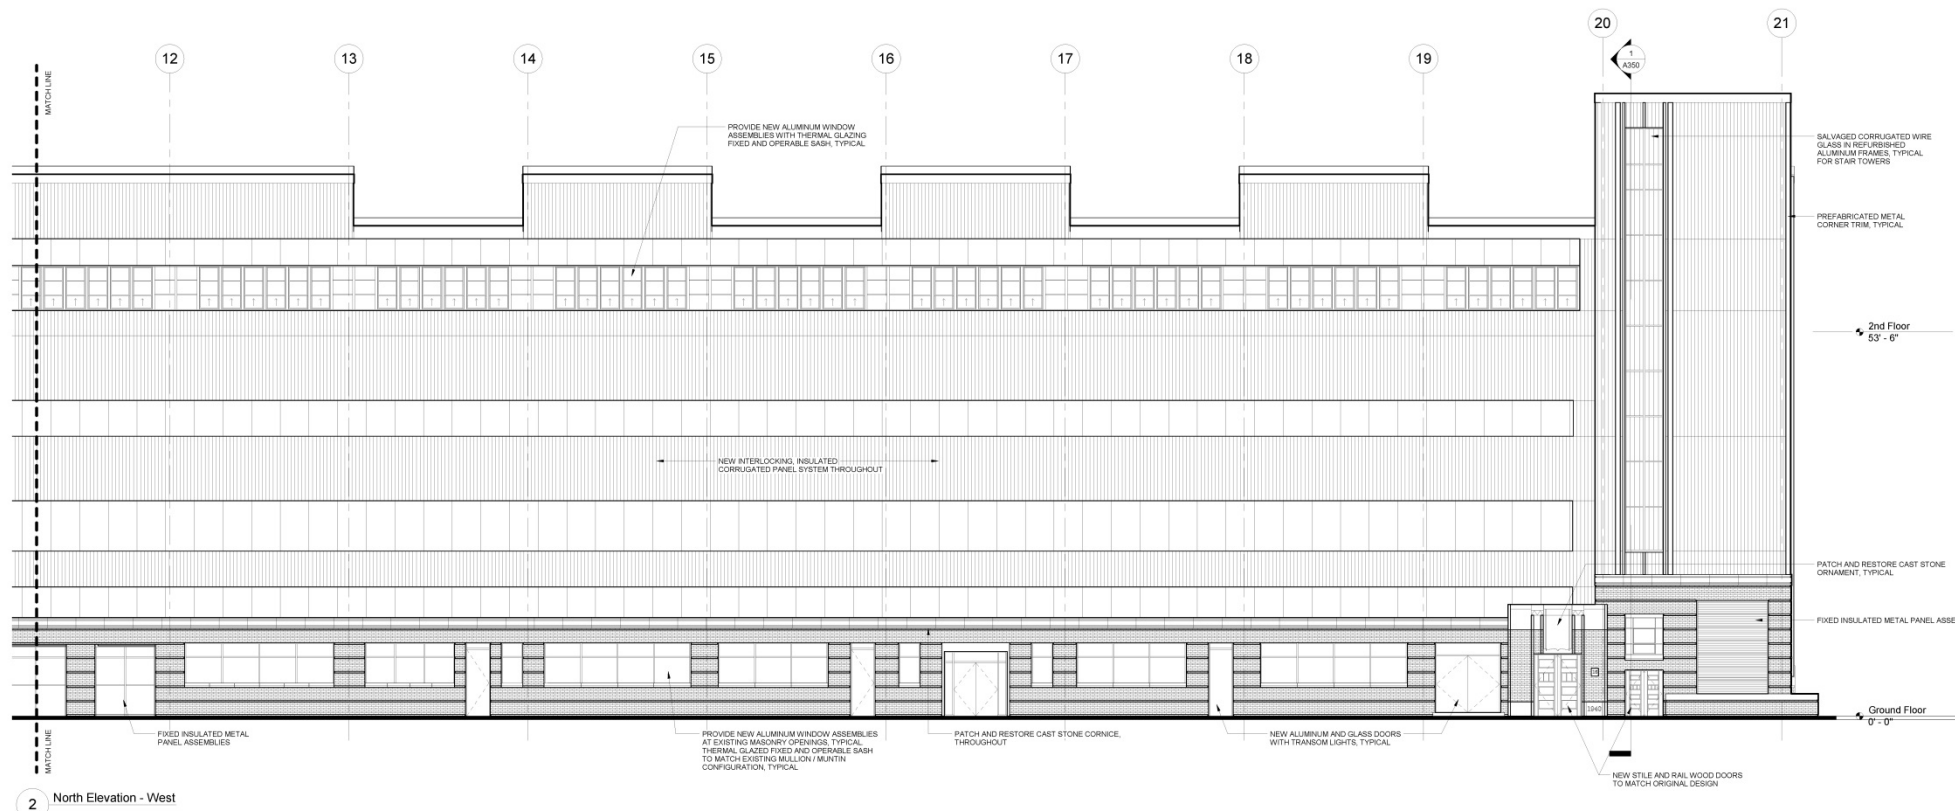 12
13
14
15
16
17
18
19
20
21
1
A350
MATCH LINE
PROVIDE NEW ALUMINUM WINDOW
ASSEMBLIES WITH THERMAL GLAZING
FIXED AND OPERABLE SASH, TYPICAL
SALVAGED CORRUGATED WIRE
GLASS IN REFURBISHED
ALUMINUM FRAMES, TYPICAL
FOR STAIR TOWERS
PREFABRICATED METAL
CORNER TRIM, TYPICAL
2nd Floor
53' - 6"
NEW INTERLOCKING, INSULATED
CORRUGATED PANEL SYSTEM THROUGHOUT
PATCH AND RESTORE CAST STONE
ORNAMENT, TYPICAL
FIXED INSULATED METAL PANEL ASSE
1940
Ground Floor
0' - 0"
MATCH LINE
FIXED INSULATED METAL
PANEL ASSEMBLIES
PROVIDE NEW ALUMINUM WINDOW ASSEMBLIES
AT EXISTING MASONRY OPENINGS, TYPICAL.
THERMAL GLAZED FIXED AND OPERABLE SASH
TO MATCH EXISTING MULLION / MUNTIN
CONFIGURATION, TYPICAL
PATCH AND RESTORE CAST STONE CORNICE,
THROUGHOUT
NEW ALUMINUM AND GLASS DOORS
WITH TRANSOM LIGHTS, TYPICAL
NEW STILE AND RAIL WOOD DOORS
TO MATCH ORIGINAL DESIGN
2
North Elevation - West